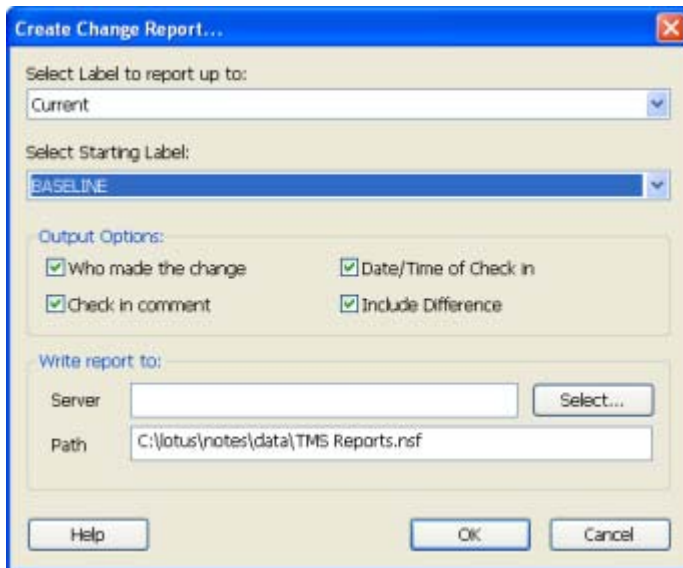 Create Change Report...
Select Label to report up to:
Current
Select Starting Label:
BASELINE
Output Options:
Who made the change
Date/Time of Check in
Check in comment
Include Difference
Write report to:
Server
Select...
Path
C:\lotus\notes\data\TMS Reports.nsf
Help
OK
Cancel